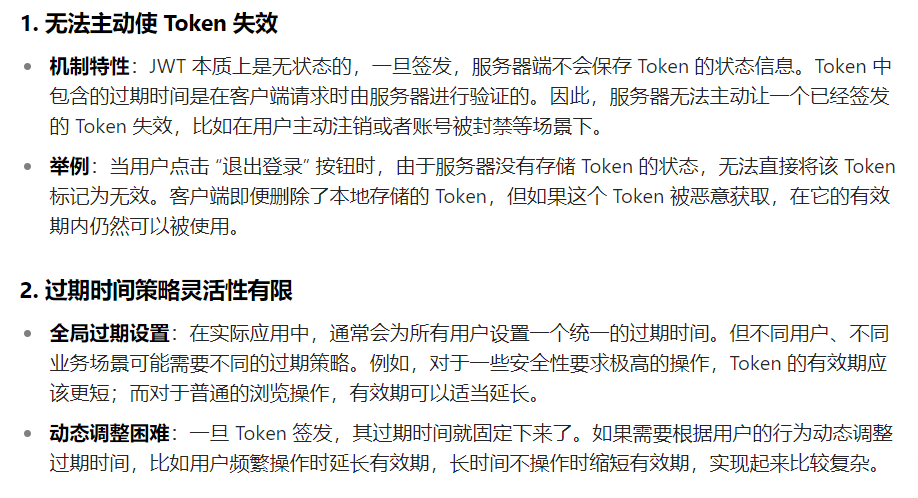 1. 无法主动使 Token 失效
机制特性：JWT 本质上是无状态的，一旦签发，服务器端不会保存 Token 的状态信息。Token 中
包含的过期时间是在客户端请求时由服务器进行验证的。因此，服务器无法主动让一个已经签发
的 Token 失效，比如在用户主动注销或者账号被封禁等场景下。
举例：当用户点击 “退出登录” 按钮时，由于服务器没有存储 Token 的状态，无法直接将该 Token
标记为无效。客户端即便删除了本地存储的 Token，但如果这个 Token 被恶意获取，在它的有效
期内仍然可以被使用。
2. 过期时间策略灵活性有限
全局过期设置：在实际应用中，通常会为所有用户设置一个统一的过期时间。但不同用户、不同
业务场景可能需要不同的过期策略。例如，对于一些安全性要求极高的操作，Token 的有效期应
该更短；而对于普通的浏览操作，有效期可以适当延长。
动态调整困难：一旦 Token 签发，其过期时间就固定下来了。如果需要根据用户的行为动态调整
过期时间，比如用户频繁操作时延长有效期，长时间不操作时缩短有效期，实现起来比较复杂。